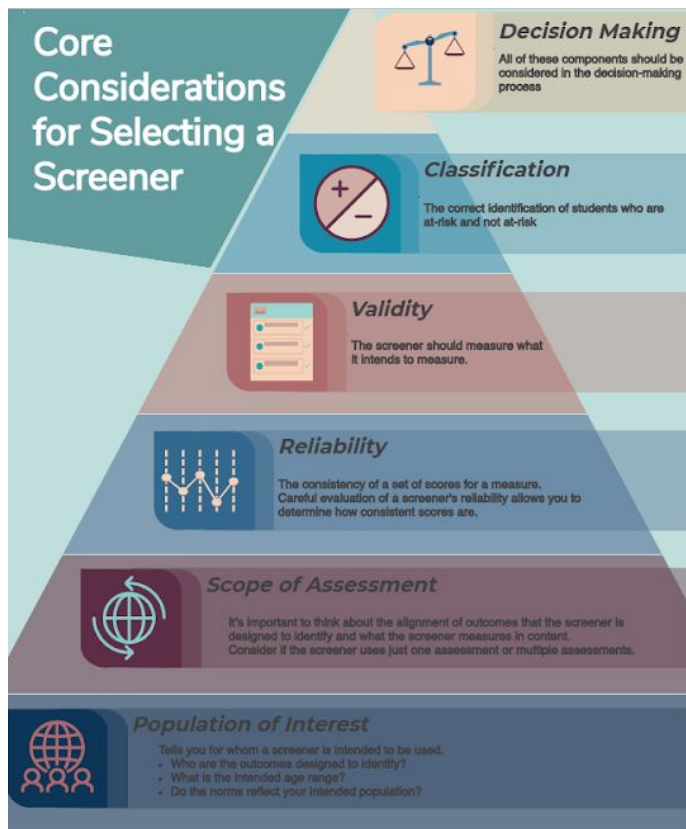 Core
Considerations
for Selecting a
Screener
Decision Making
All of these components should be
considered in the decision-making
process
Classification
The correct identification of students who are
at-risk and not at-risk
Validity
The screener should measure what
it intends to measure.
Reliability
The consistency of a set of scores for a measure.
Careful evaluation of a screener's reliability allows you to
determine how consistent scores are.
Scope of Assessment
It's important to think about the alignment of outcomes that the screener is
designed to identify and what the screener measures in content.
Consider if the screener uses just one assessment or multiple assessments.
Population of Interest
Tells you for whom a screener is intended to be used.
• Who are the outcomes designed to identify?
• What is the intended age range?
• Do the norms reflect your intended population?